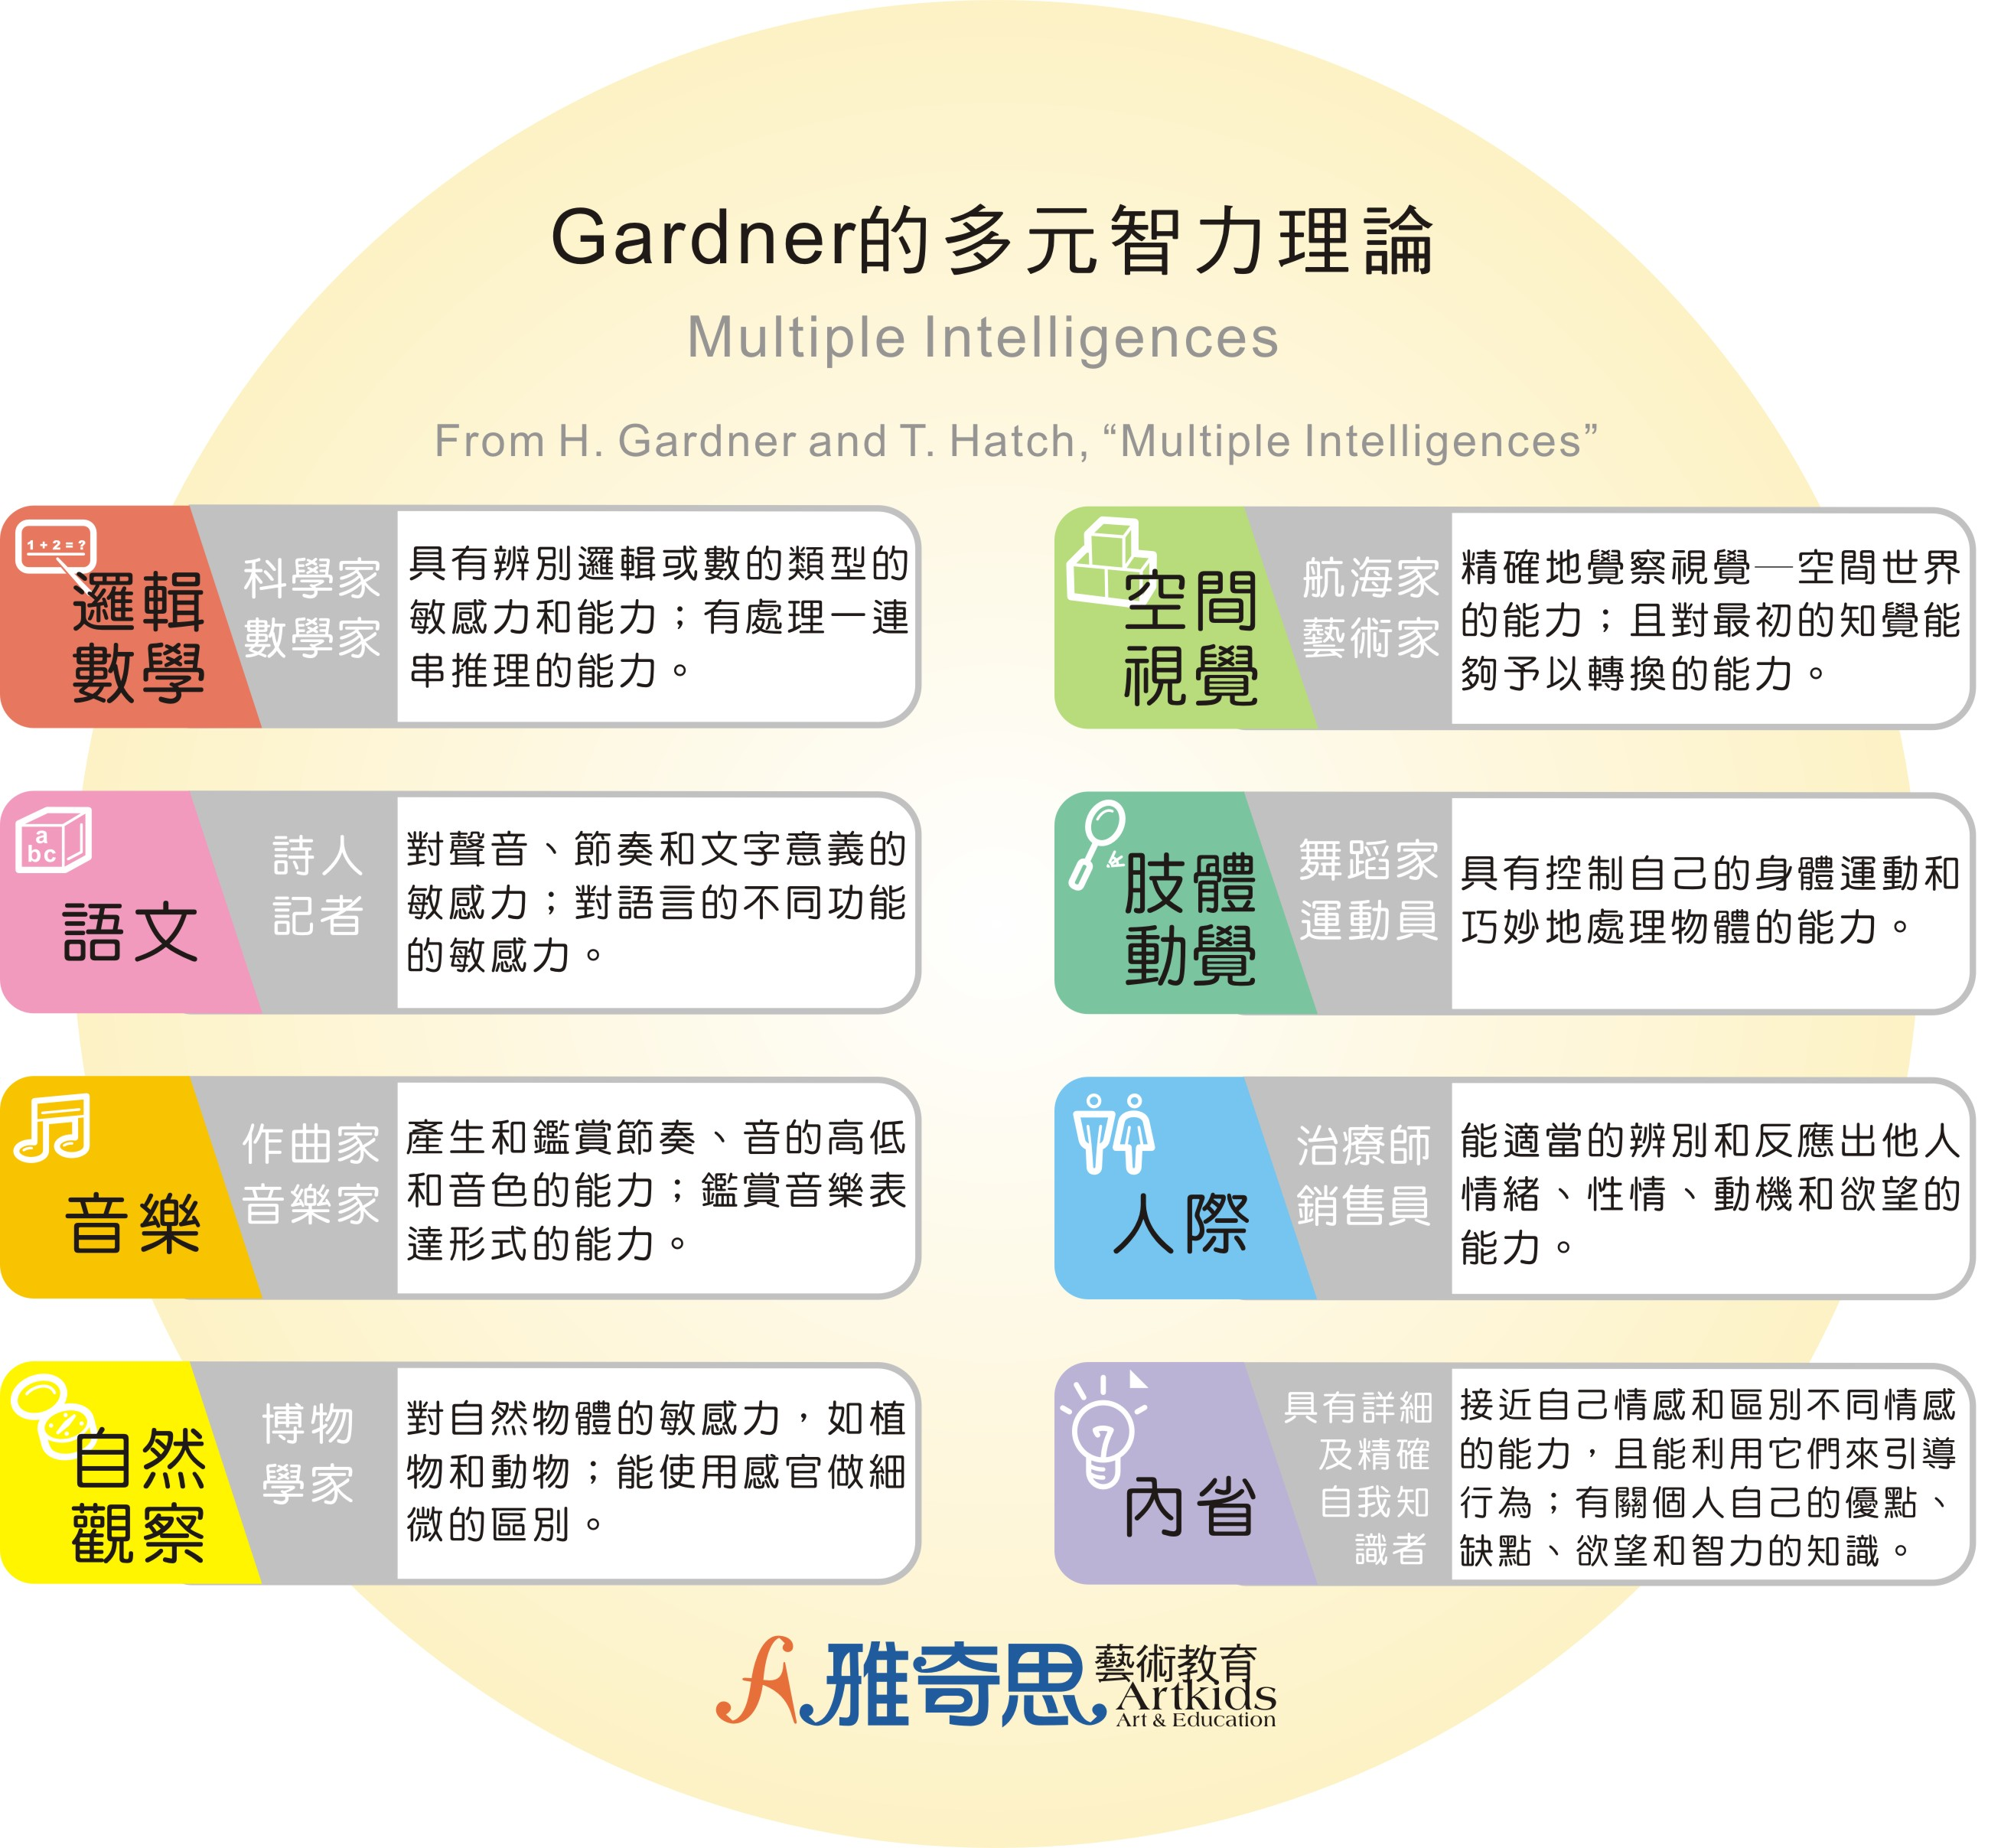 Gardner的多元智力理論
Multiple Intelligences
From H. Gardner and T. Hatch, “Multiple Intelligences”
1 + 2 = ?
邏輯
數學
科學家
數學家
具有辨別邏輯或數的類型的
敏感力和能力；有處理一連
串推理的能力。
空間
視覺
航海家
藝術家
精確地覺察視覺—空間世界
的能力；且對最初的知覺能
夠予以轉換的能力。
a
bc
語文
詩人
記者
對聲音、節奏和文字意義的
敏感力；對語言的不同功能
的敏感力。
肢體
動覺
舞蹈家
運動員
具有控制自己的身體運動和
巧妙地處理物體的能力。
音樂
作曲家
音樂家
產生和鑑賞節奏、音的高低
和音色的能力；鑑賞音樂表
達形式的能力。
人際
治療師
銷售員
能適當的辨別和反應出他人
情緒、性情、動機和欲望的
能力。
自然
觀察
博物
學家
對自然物體的敏感力，如植
物和動物；能使用感官做細
微的區別。
內省
具有詳細
及精確
自我知
識者
接近自己情感和區別不同情感
的能力，且能利用它們來引導
行為；有關個人自己的優點、
缺點、欲望和智力的知識。
雅奇思
藝術教育
Artkids
Art & Education